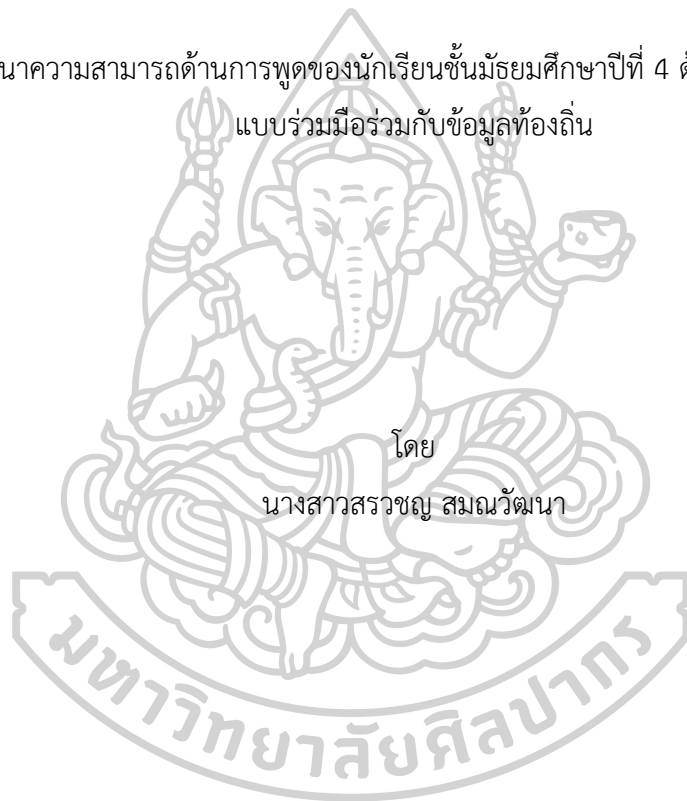 นาความสามารถด้านการพูดของนักเรียนชั้นมัธยมศึกษาปีที่ 4 ด้
แบบร่วมมือร่วมกับข้อมูลท้องถิ่น
โดย
นางสาวสรวชญ สมณวัฒนา
มหาวิทยาลัยศิลปากร